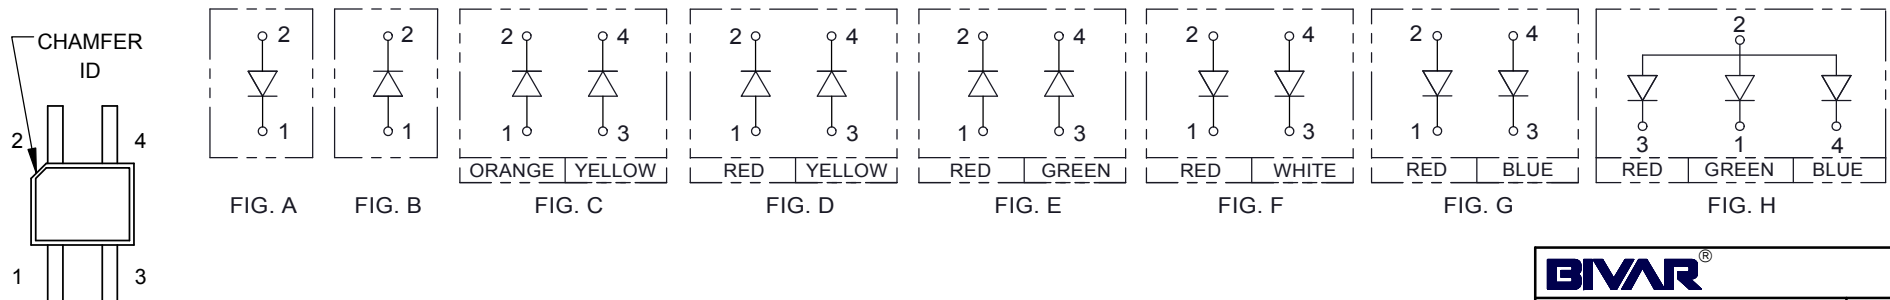 CHAMFER
ID
2 4
1 3
2
1
FIG. A
2
1
FIG. B
2 4
1 3
ORANGE YELLOW
FIG. C
2 4
1 3
RED YELLOW
FIG. D
2 4
1 3
RED GREEN
FIG. E
2 4
1 3
RED WHITE
FIG. F
2 4
1 3
RED BLUE
FIG. G
2
3 1 4
RED GREEN BLUE
FIG. H
BIVAR®